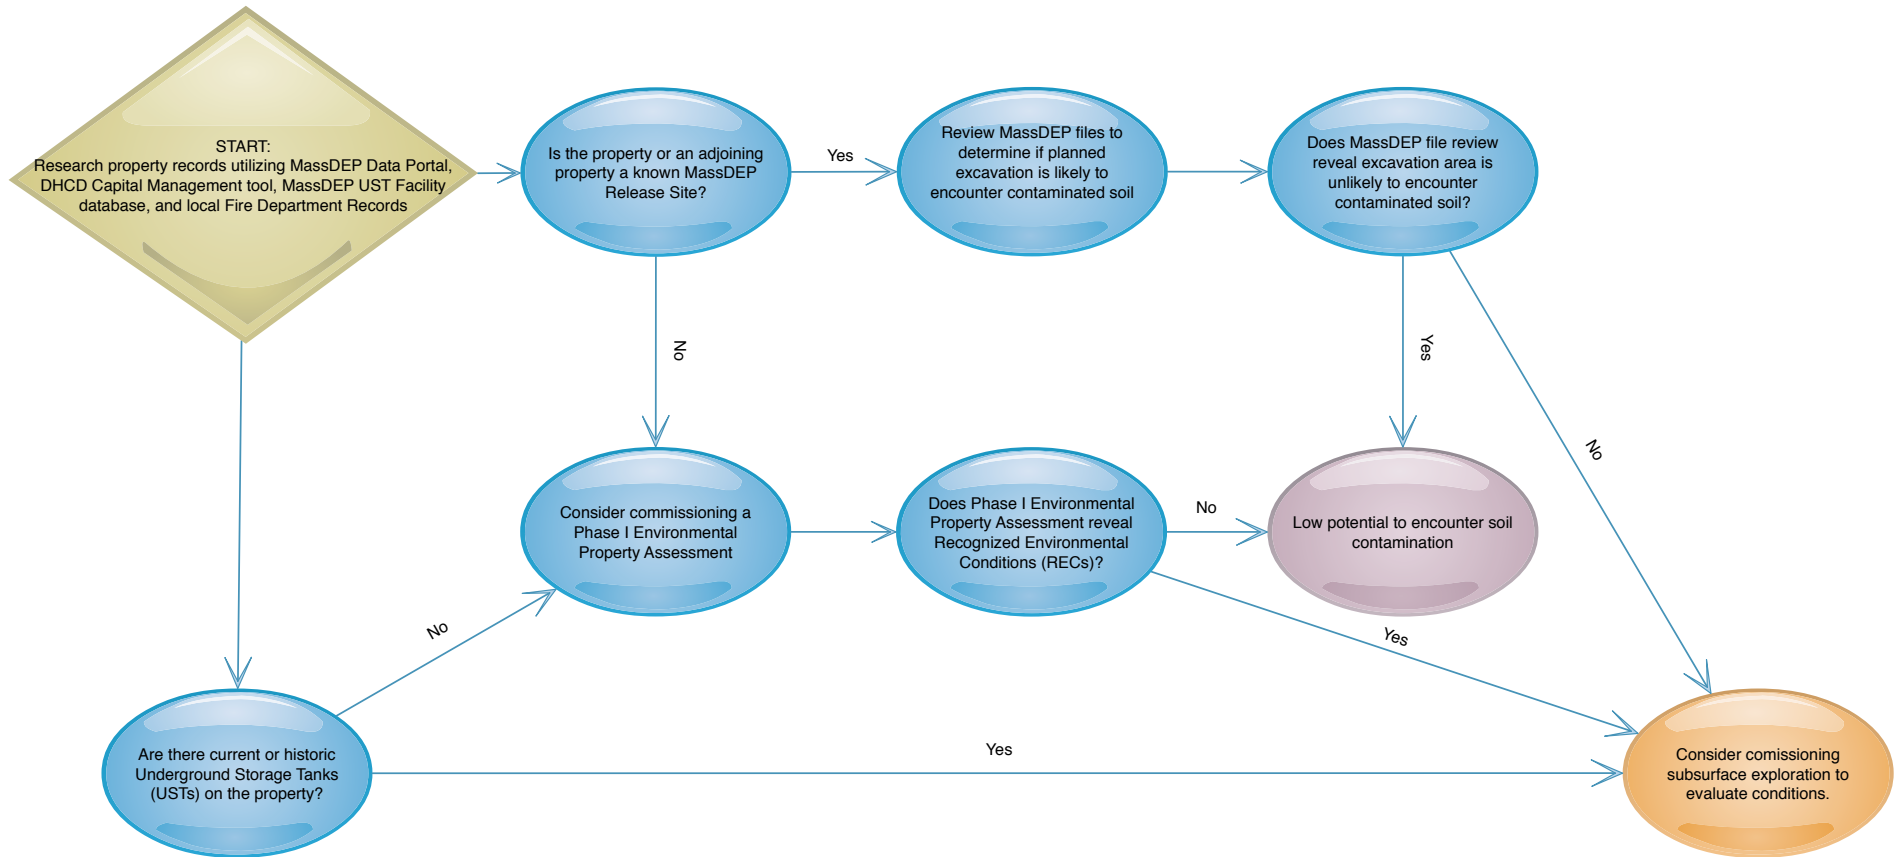 START:
Research property records utilizing MassDEP Data Portal,
DHCD Capital Management tool, MassDEP UST Facility
database, and local Fire Department Records
Is the property or an adjoining
property a known MassDEP
Release Site?
Yes
Review MassDEP files to
determine if planned
excavation is likely to
encounter contaminated soil
Does MassDEP file review
reveal excavation area is
unlikely to encounter
contaminated soil?
No
Yes
No
Consider commissioning a
Phase I Environmental
Property Assessment
Does Phase I Environmental
Property Assessment reveal
Recognized Environmental
Conditions (RECs)?
No
Low potential to encounter soil
contamination
No
Yes
Are there current or historic
Underground Storage Tanks
(USTs) on the property?
Yes
Consider comissioning
subsurface exploration to
evaluate conditions.